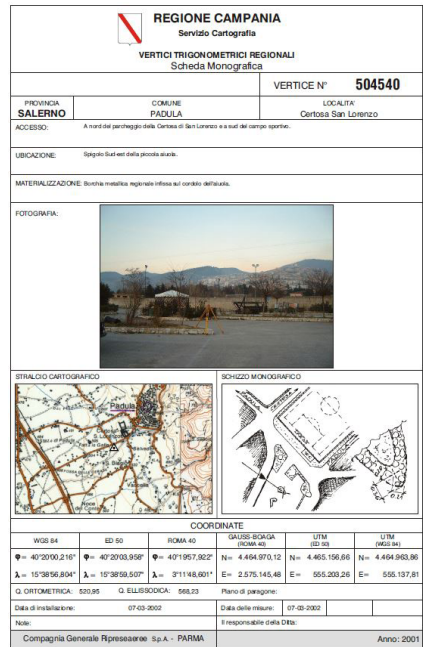 REGIONE CAMPANIA
Servizio Cartografia
VERTICI TRIGONOMETRICI REGIONALI
Scheda Monografica
VERTICE N° 504540
PROVINCIA COMUNE LOCALITA'
SALERNO PADULA Certosa San Lorenzo
ACCESSO: A nord del parcheggio della Certosa di San Lorenzo e a sud del campo sportivo.
UBICAZIONE: Spigolo Sud-est della piccola aiuola.
MATERIALIZZAZIONE: Borchia metallica regionale infissa sul cordolo dell'aiuola.
FOTOGRAFIA:
STRALCIO CARTOGRAFICO SCHIZZO MONOGRAFICO
Padula
COORDINATE
WGS 84 ED 50 ROMA 40 GAUSS-BOAGA (ROMA 40) UTM (ED 50) UTM (WGS 84)
φ= 40°20'00,216" φ= 40°20'03,958" φ= 40°19'57,922" N= 4.464.970,12 N= 4.465.156,66 N= 4.464.963,86
λ= 15°38'56,804" λ= 15°38'59,507" λ= 3°11'48,601" E= 2.575.145,48 E= 555.203,26 E= 555.137,81
Q. ORTOMETRICA: 520,95 Q. ELLISSODICA: 568,23 Piano di paragone:
Data di installazione: 07-03-2002 Data delle misure: 07-03-2002
Note: Il responsabile della Ditta:
Compagnia Generale Ripreseaeree S.p.A. - PARMA Anno: 2001